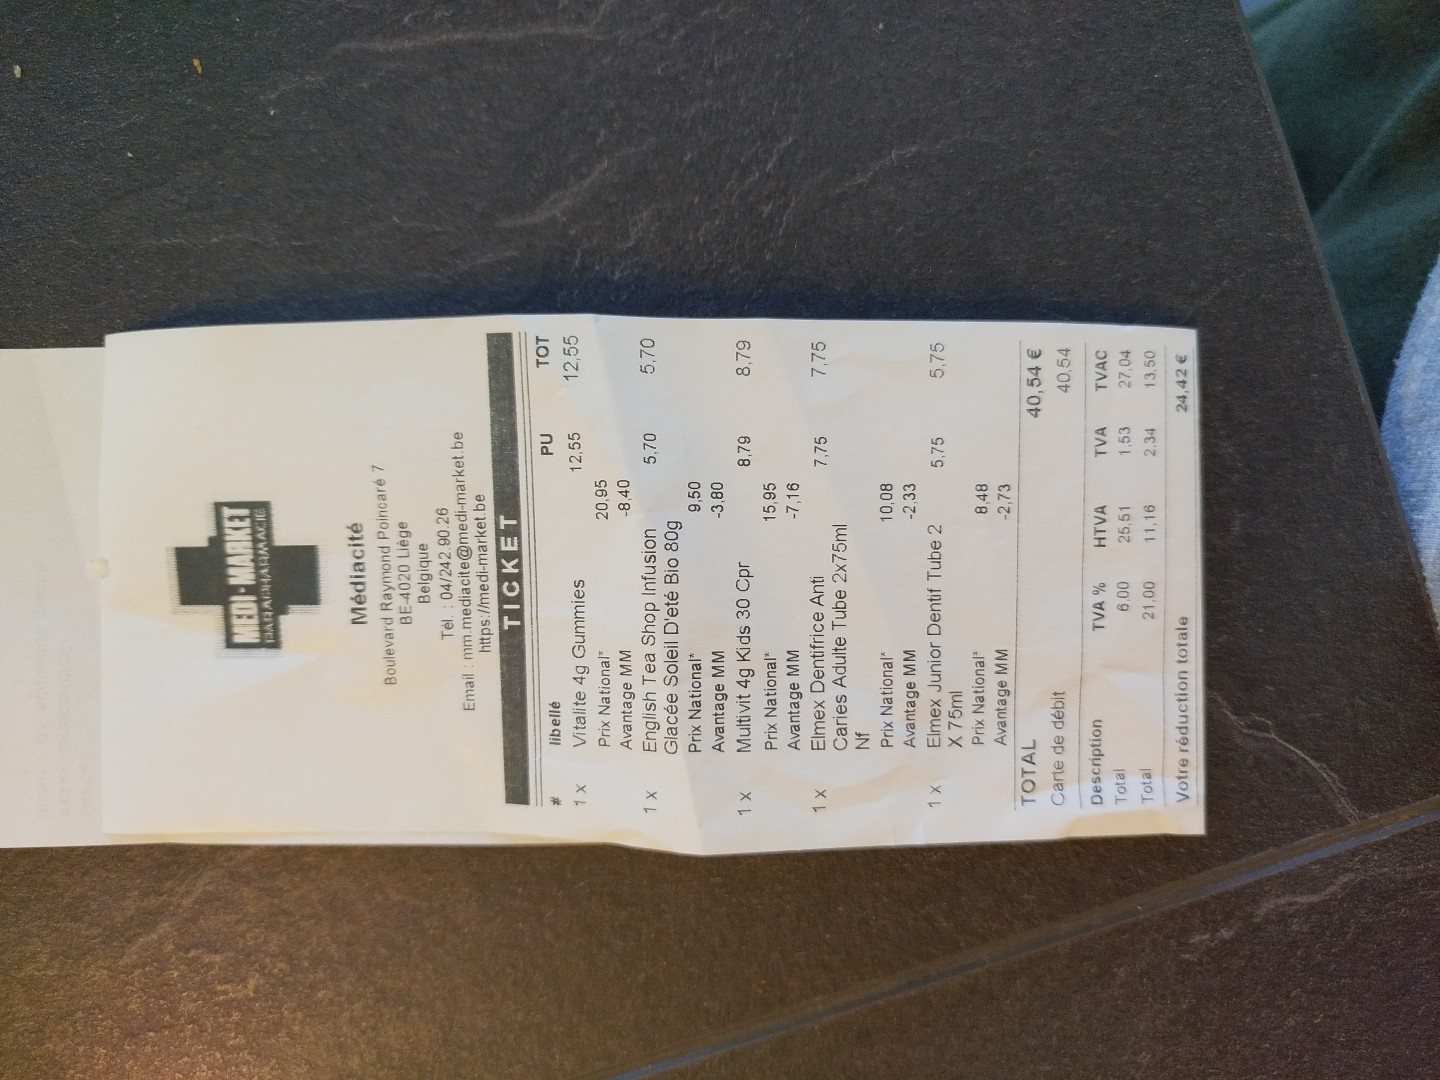 MEDI-MARKET
PARAPHARMACIE
Médiacité
Boulevard Raymond Poincaré 7
BE-4020 Liège
Belgique
Tél. : 04/242.90.26
Email : mm.mediacite@medi-market.be
https://medi-market.be
TICKET
# libellé PU TOT
1 x Vitalite 4g Gummies 12,55 12,55
Prix National* 20,95
Avantage MM -8,40
1 x English Tea Shop Infusion 5,70 5,70
Glacée Soleil D'eté Bio 80g
Prix National* 9,50
Avantage MM -3,80
1 x Multivit 4g Kids 30 Cpr 8,79 8,79
Prix National* 15,95
Avantage MM -7,16
1 x Elmex Dentifrice Anti 7,75 7,75
Caries Adulte Tube 2x75ml
Nf
Prix National* 10,08
Avantage MM -2,33
1 x Elmex Junior Dentif Tube 2 5,75 5,75
X 75ml
Prix National* 8,48
Avantage MM -2,73
TOTAL 40,54 €
Carte de débit 40,54
Description TVA % HTVA TVA TVAC
Total 6,00 25,51 1,53 27,04
Total 21,00 11,16 2,34 13,50
Votre réduction totale 24,42 €